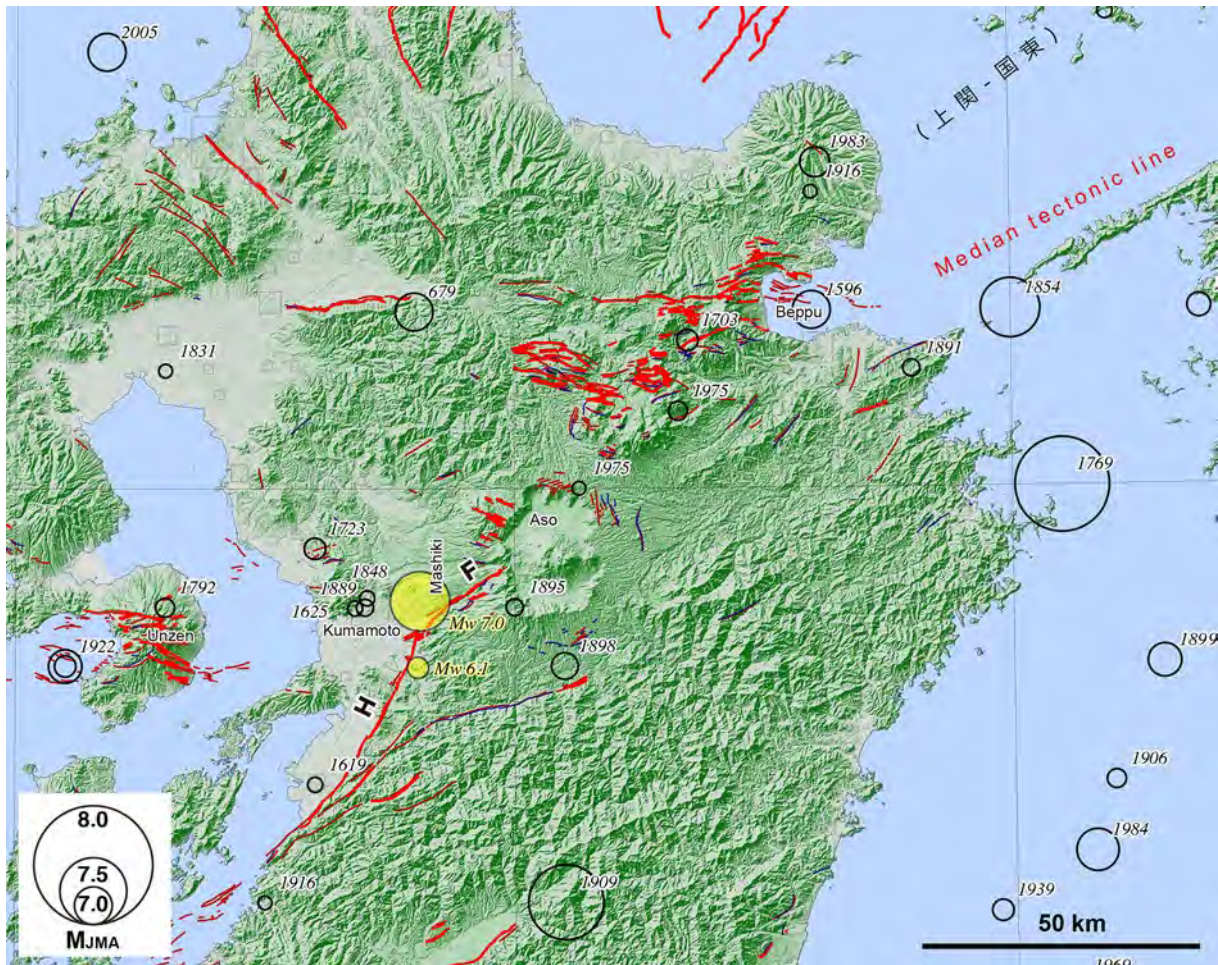 2005
(上関-国東)
1983
1916
Median tectonic line
679
1596
Beppu
1854
1703
1831
1891
1975
1769
1975
Aso
1723
Mashiki
F
1848
1889
1625
Kumamoto
1895
1792
Unzen
Mw 7.0
1922
Mw 6.1
1898
1899
H
1619
1906
8.0
7.5
7.0
MJMA
1984
1916
1909
1939
50 km
1969